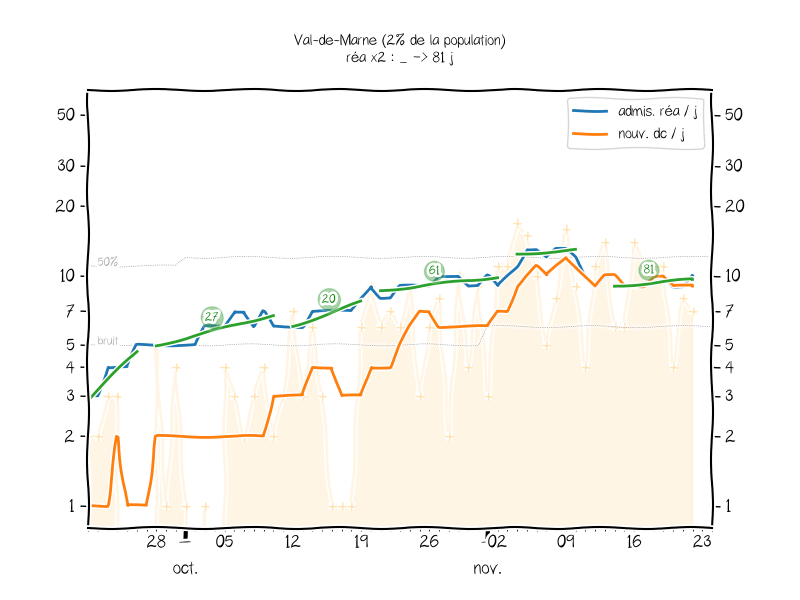 Val-de-Marne (2% de la population)
réa x2 : _ -> 81 j
admis. réa / j
nouv. dc / j
50 50
30 30
20 20
10 10
7 7
5 5
4 4
3 3
2 2
1 1
50%
bruit
27
20
61
81
28 05 12 19 26 02 09 16 23
oct. nov.